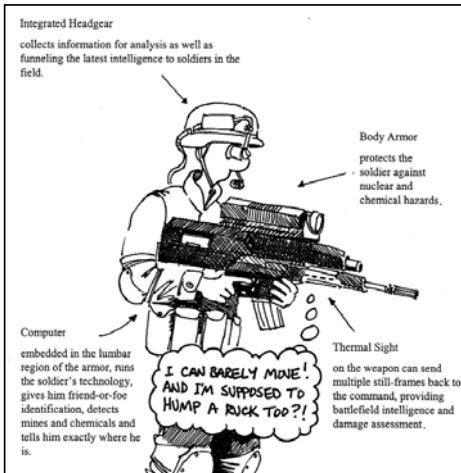 Integrated Headgear
collects information for analysis as well as
funneling the latest intelligence to soldiers in the
field.
Body Armor
protects the
soldier against
nuclear and
chemical hazards.
Computer
embedded in the lumbar
region of the armor, runs
the soldier's technology,
gives him friend-or-foe
identification, detects
mines and chemicals and
tells him exactly where he
is.
I CAN BARELY MOVE!
AND I'M SUPPOSED TO
HUMP A RUCK TOO?!
Thermal Sight
on the weapon can send
multiple still-frames back to
the command, providing
battlefield intelligence and
damage assessment.